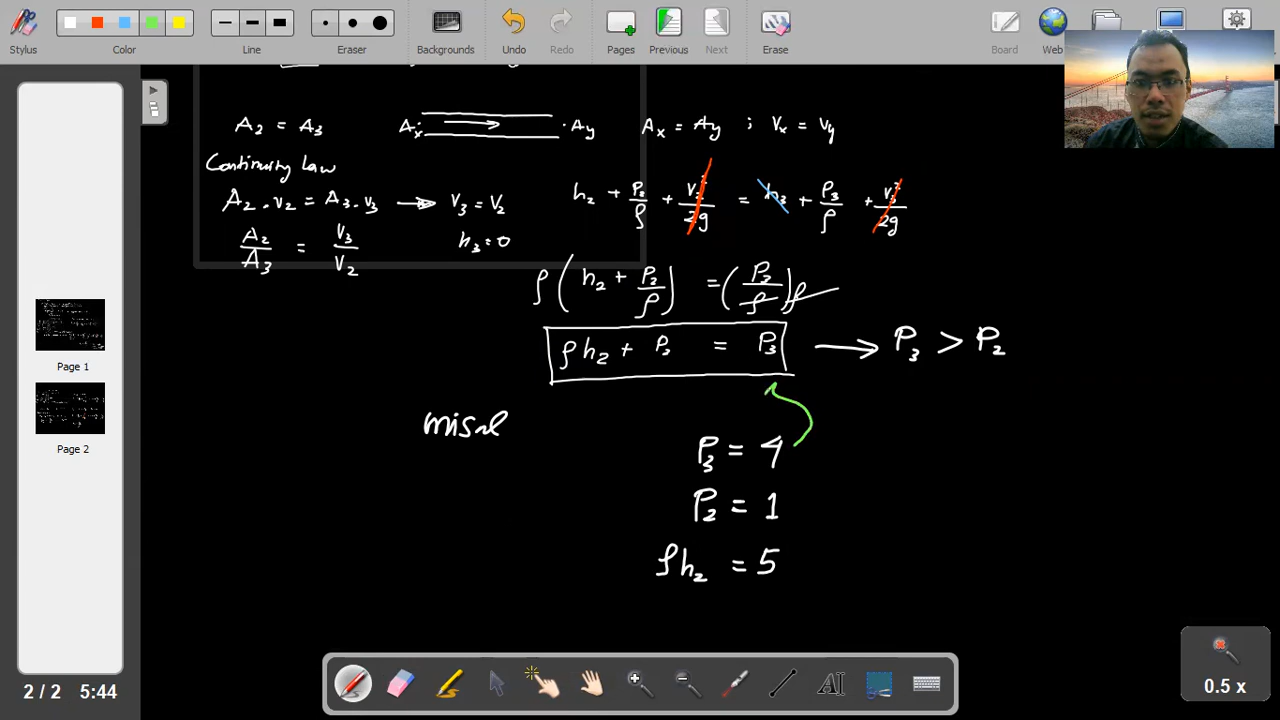 Stylus Color Line Eraser Backgrounds Undo Redo Pages Previous Next Erase Board Web
A₂ = A₃ Aₓ Ay Aₓ = Ay ; Vₓ = Vy
Continuity Law
A₂ . v₂ = A₃ . v₃ → v₃ = v₂
h₂ + P₂/ρ + v₂²/2g = h₃ + P₃/ρ + v₃²/2g
A₂/A₃ = v₃/v₂ h₃ = 0
ρ(h₂ + P₂/ρ) = (P₃/ρ)ρ
ρh₂ + P₂ = P₃ → P₃ > P₂
misal
P₃ = 4
P₂ = 1
ρh₂ = 5
Page 1
Page 2
2 / 2 5:44
AI
0.5 x